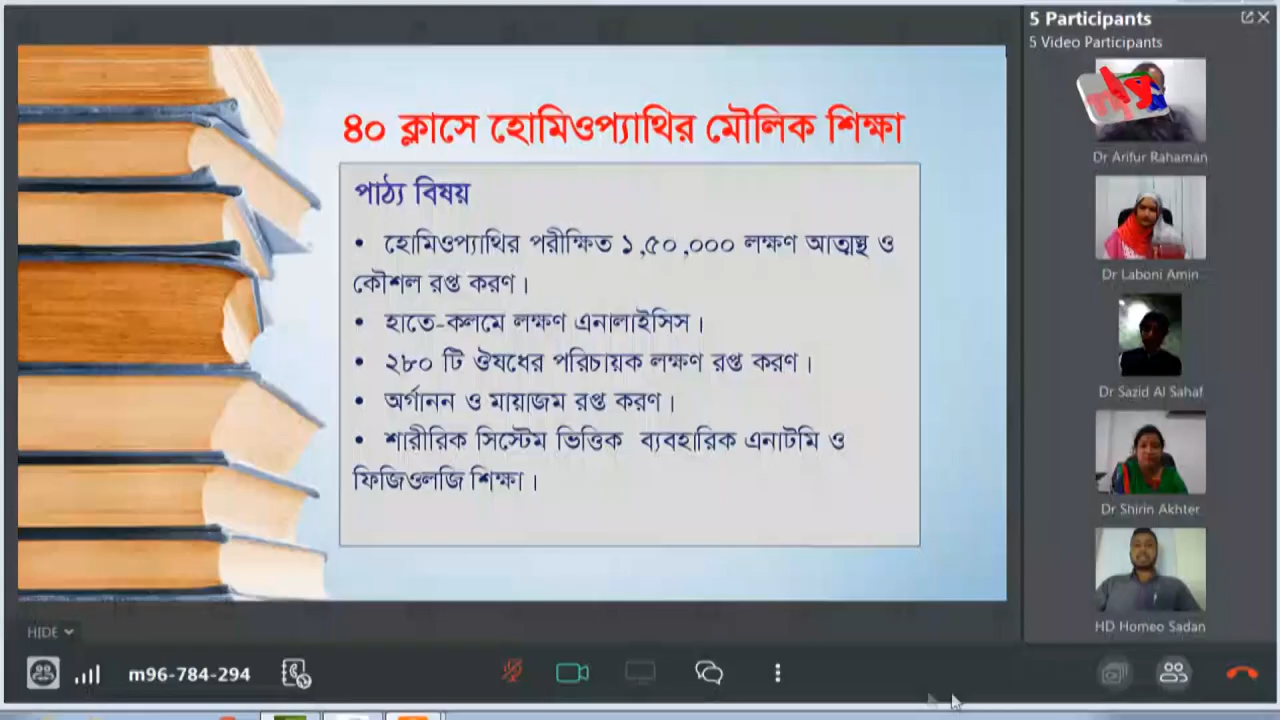 ৪০ ক্লাসে হোমিওপ্যাথির মৌলিক শিক্ষা
পাঠ্য বিষয়
• হোমিওপ্যাথির পরীক্ষিত ১,৫০,০০০ লক্ষণ আত্মস্থ ও
কৌশল রপ্ত করণ।
• হাতে-কলমে লক্ষণ এনালাইসিস।
• ২৮০ টি ঔষধের পরিচায়ক লক্ষণ রপ্ত করণ।
• অর্গানন ও মায়াজম রপ্ত করণ।
• শারীরিক সিস্টেম ভিত্তিক ব্যবহারিক এনাটমি ও
ফিজিওলজি শিক্ষা।
5 Participants
5 Video Participants
Dr Arifur Rahaman
Dr Laboni Amin
Dr Sazid Al Sahaf
Dr Shirin Akhter
HD Homeo Sadan
HIDE
m96-784-294